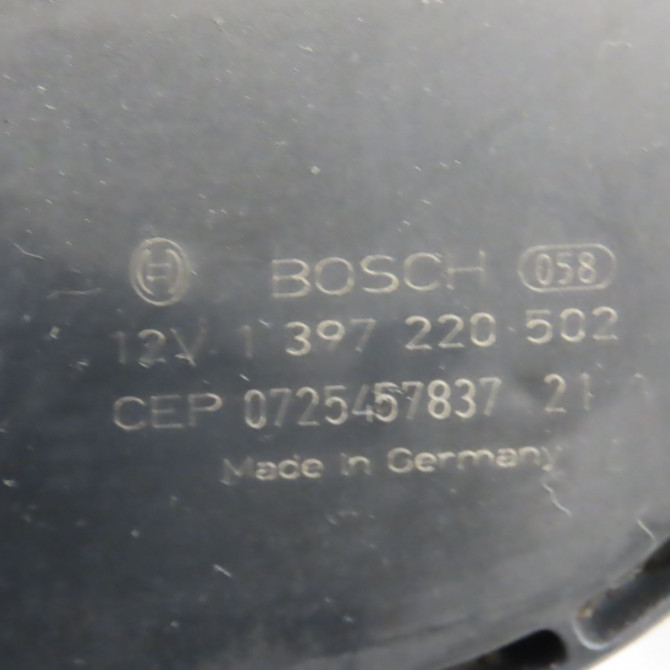 BOSCH 058
12V 1 397 220 502
CEP 0725457837 21
Made in Germany